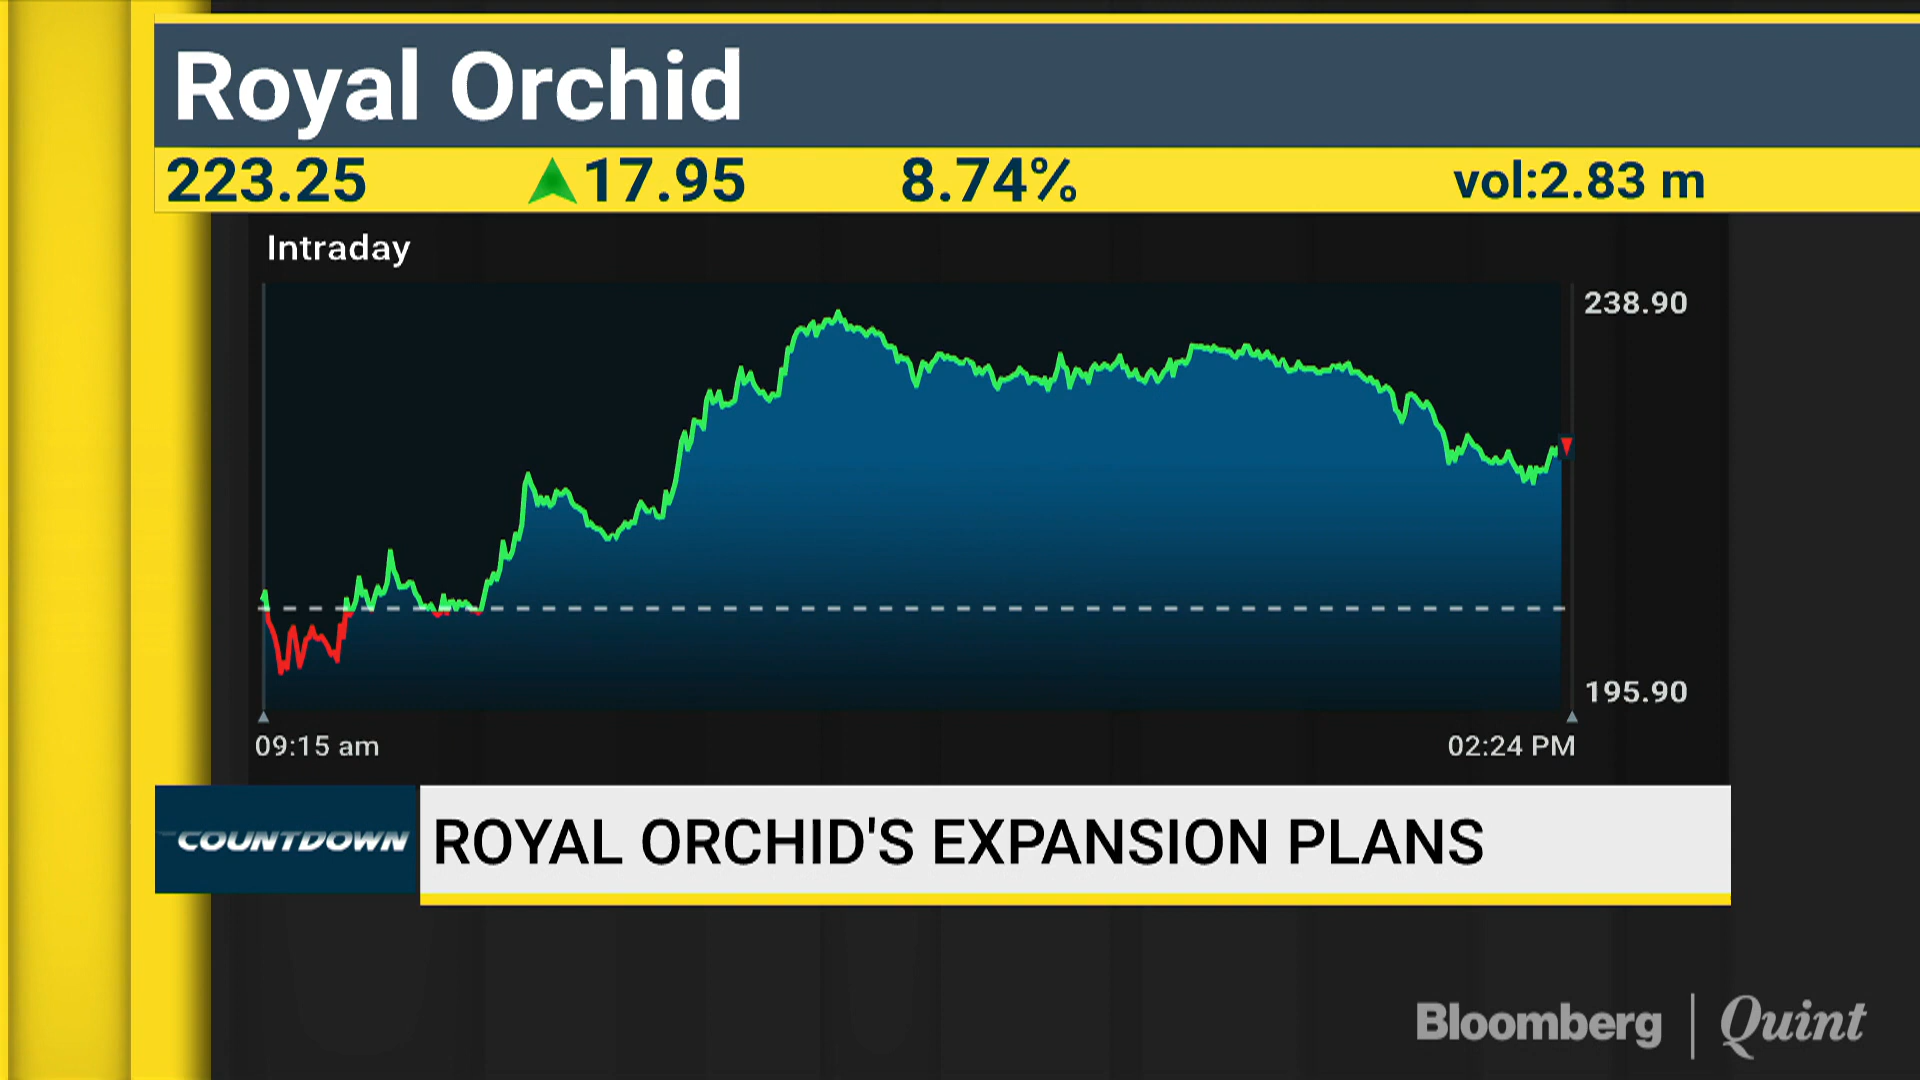 Royal Orchid
223.25 17.95 8.74% vol:2.83 m
Intraday
238.90
195.90
09:15 am 02:24 PM
COUNTDOWN ROYAL ORCHID'S EXPANSION PLANS
Bloomberg | Quint